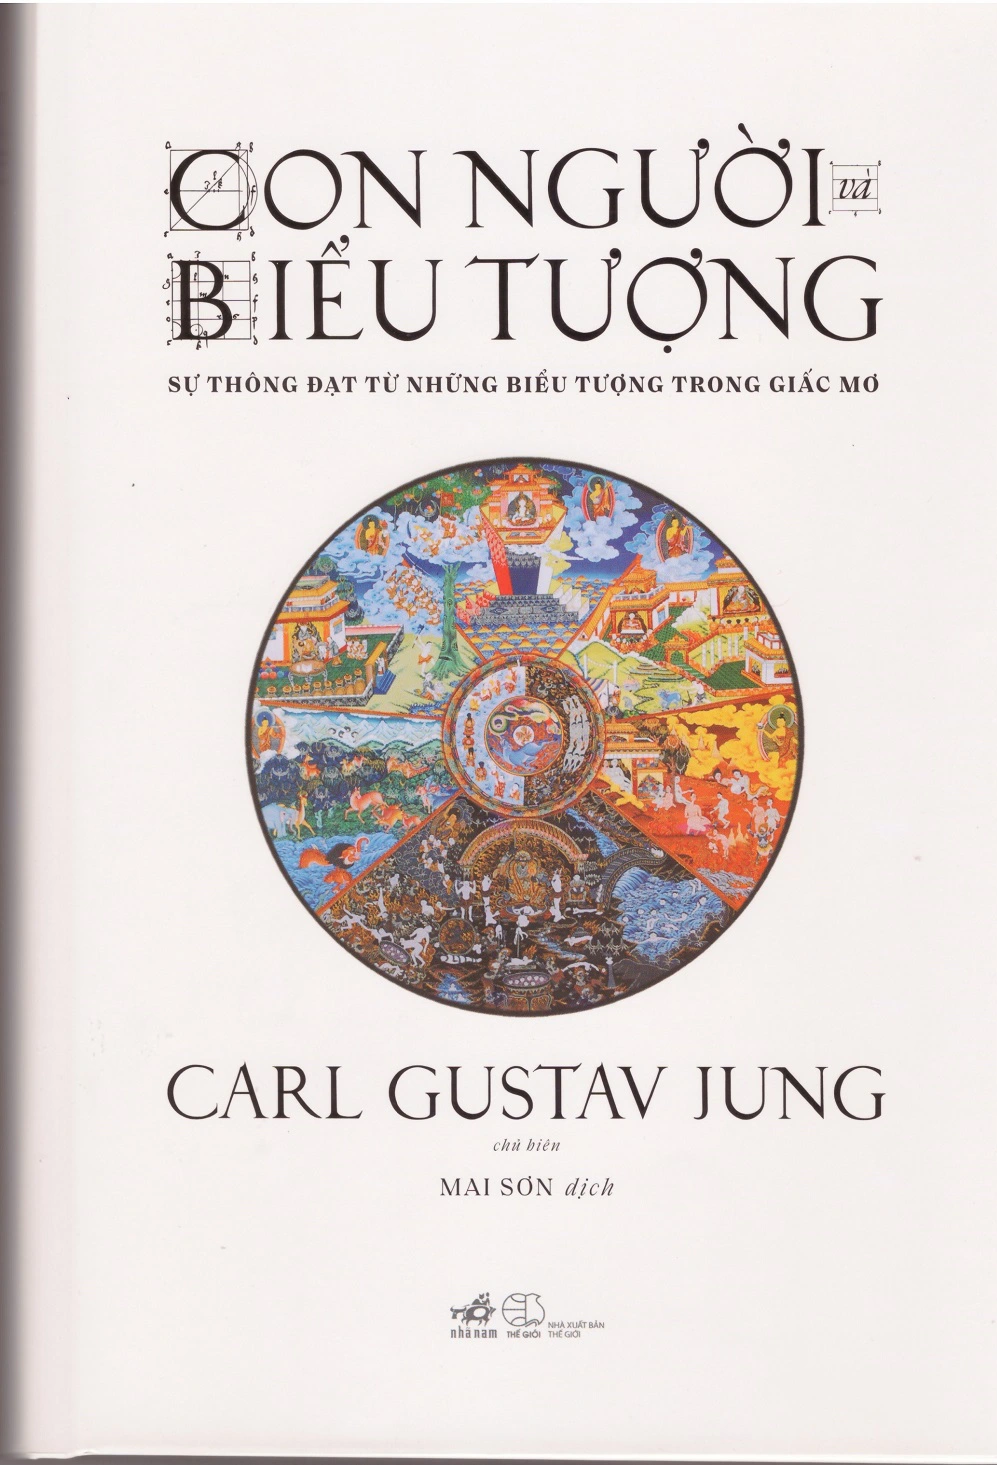 CON NGƯỜI và
BIỂU TƯỢNG
SỰ THÔNG ĐẠT TỪ NHỮNG BIỂU TƯỢNG TRONG GIẤC MƠ
CARL GUSTAV JUNG
chủ biên
MAI SƠN dịch
nhã nam
THẾ GIỚI
NHÀ XUẤT BẢN
THẾ GIỚI